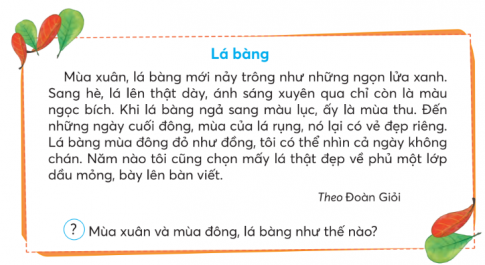 Lá bàng
Mùa xuân, lá bàng mới nảy trông như những ngọn lửa xanh.
Sang hè, lá lên thật dày, ánh sáng xuyên qua chỉ còn là màu
ngọc bích. Khi lá bàng ngả sang màu lục, ấy là mùa thu. Đến
những ngày cuối đông, mùa của lá rụng, nó lại có vẻ đẹp riêng.
Lá bàng mùa đông đỏ như đồng, tôi có thể nhìn cả ngày không
chán. Năm nào tôi cũng chọn mấy lá thật đẹp về phủ một lớp
dầu mỏng, bày lên bàn viết.
Theo Đoàn Giỏi
? Mùa xuân và mùa đông, lá bàng như thế nào?